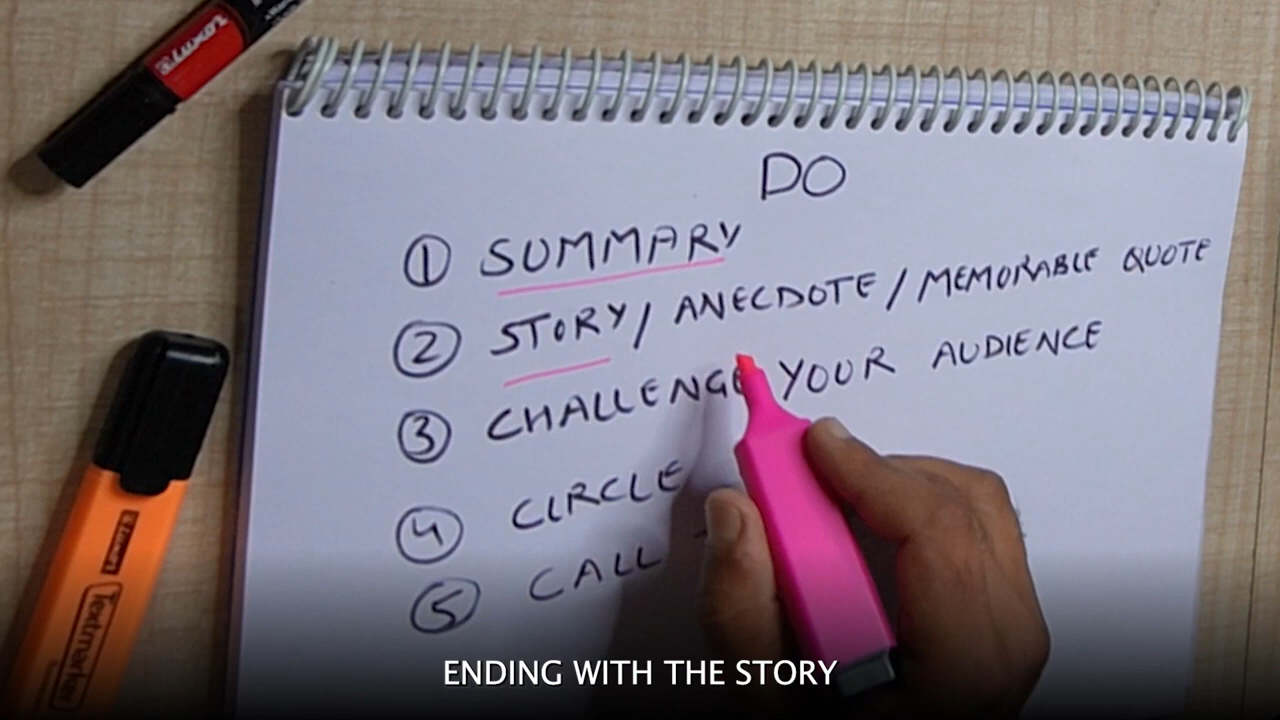 DO
① SUMMARY
② STORY / ANECDOTE / MEMORABLE QUOTE
③ CHALLENGE YOUR AUDIENCE
④ CIRCLE
⑤ CALL
Textmarker
ENDING WITH THE STORY